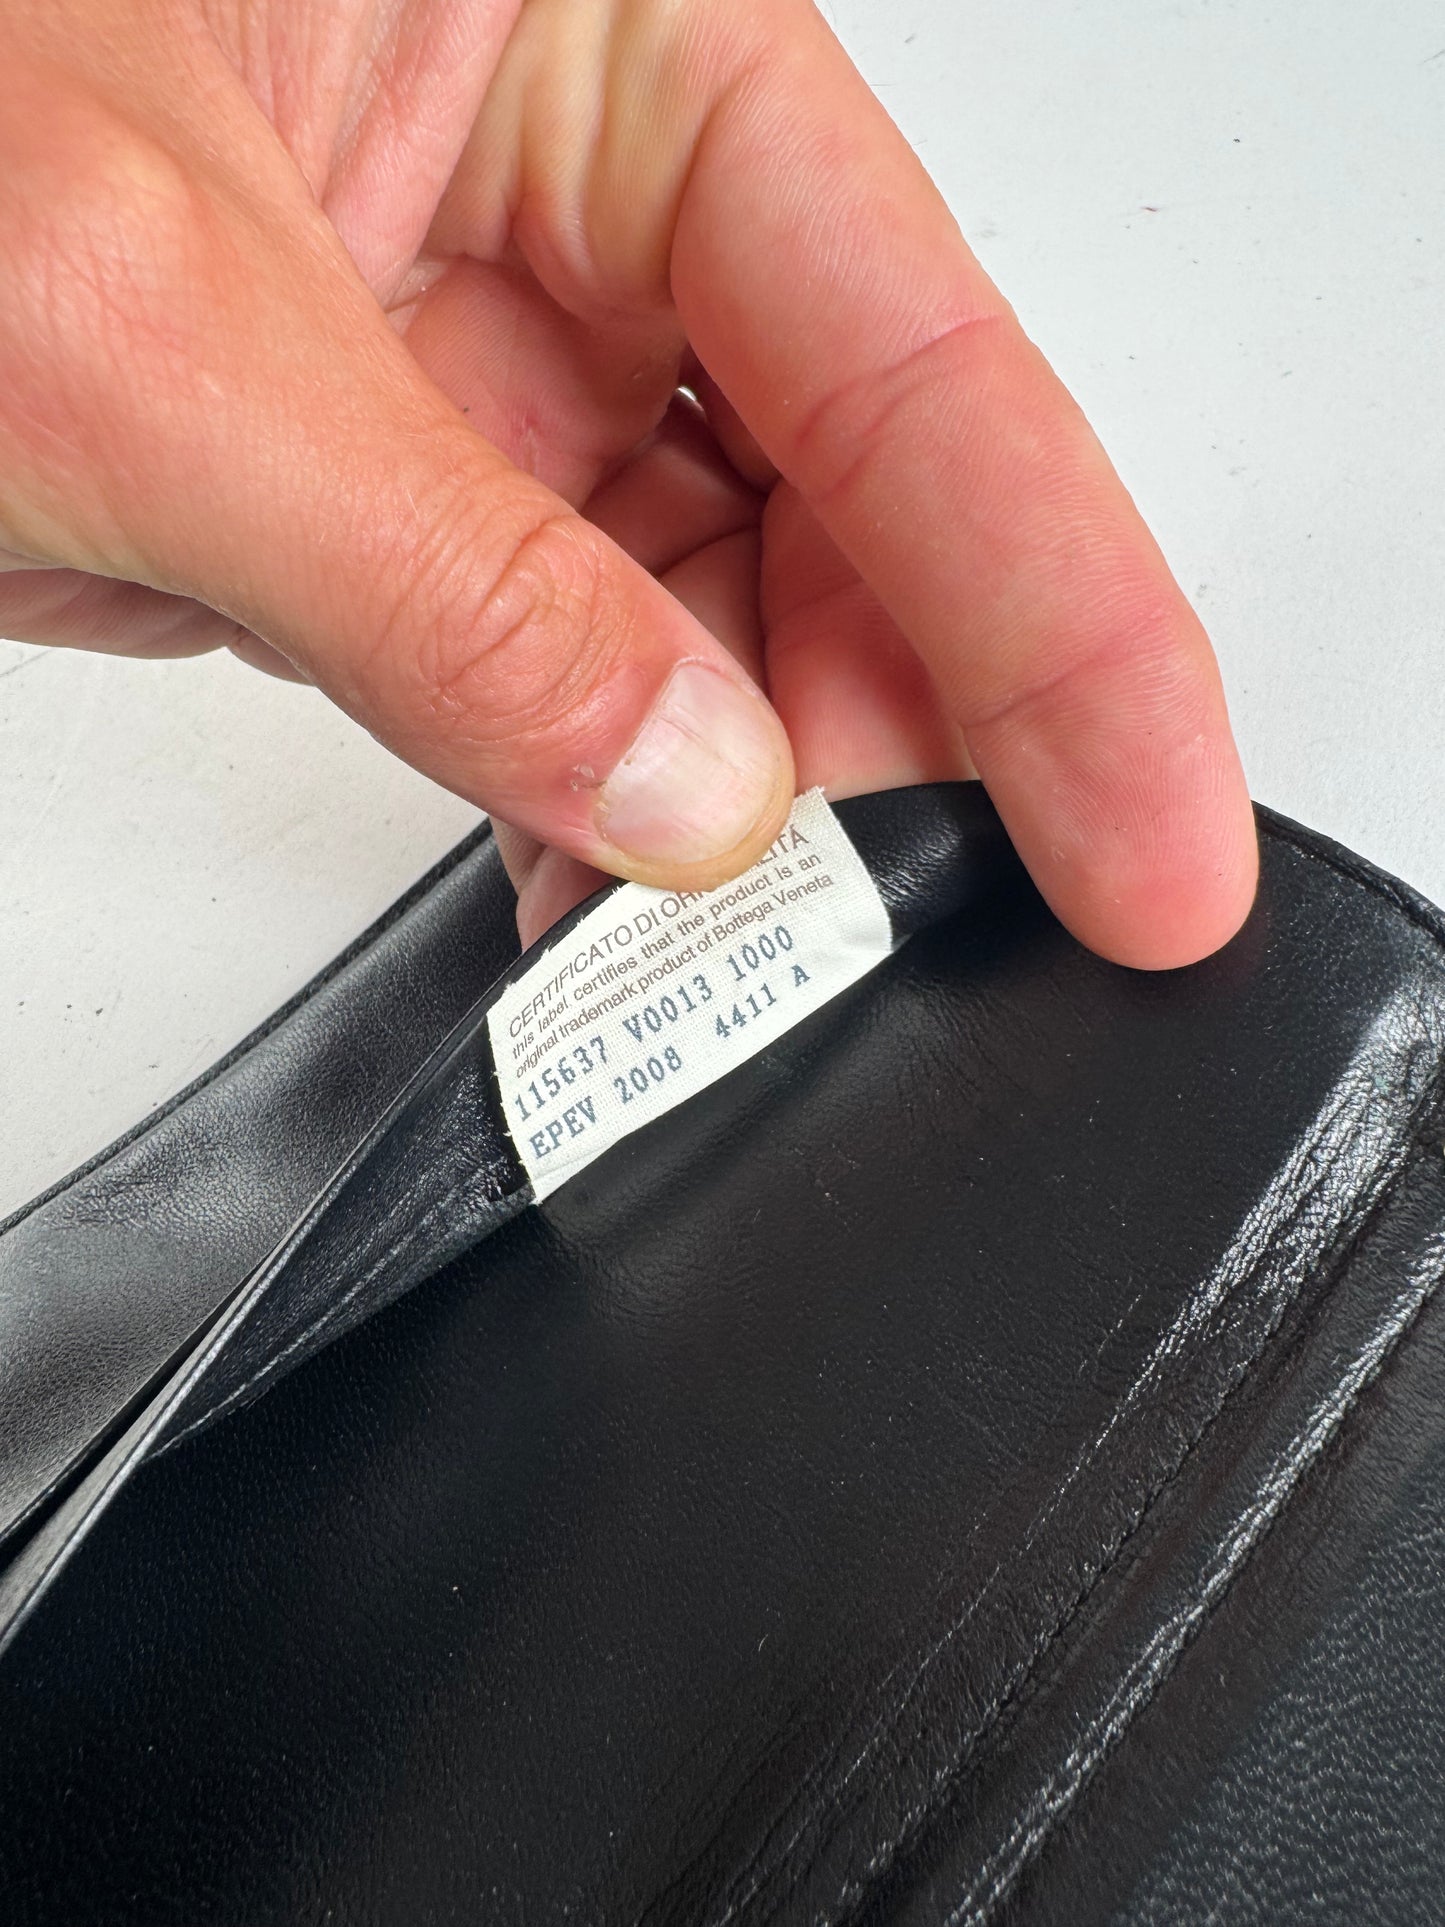 CERTIFICATO DI
this label certifies that the product is an
original trademark product of Bottega Veneta
115637 V0013 1000
EPEV 2008 4411 A